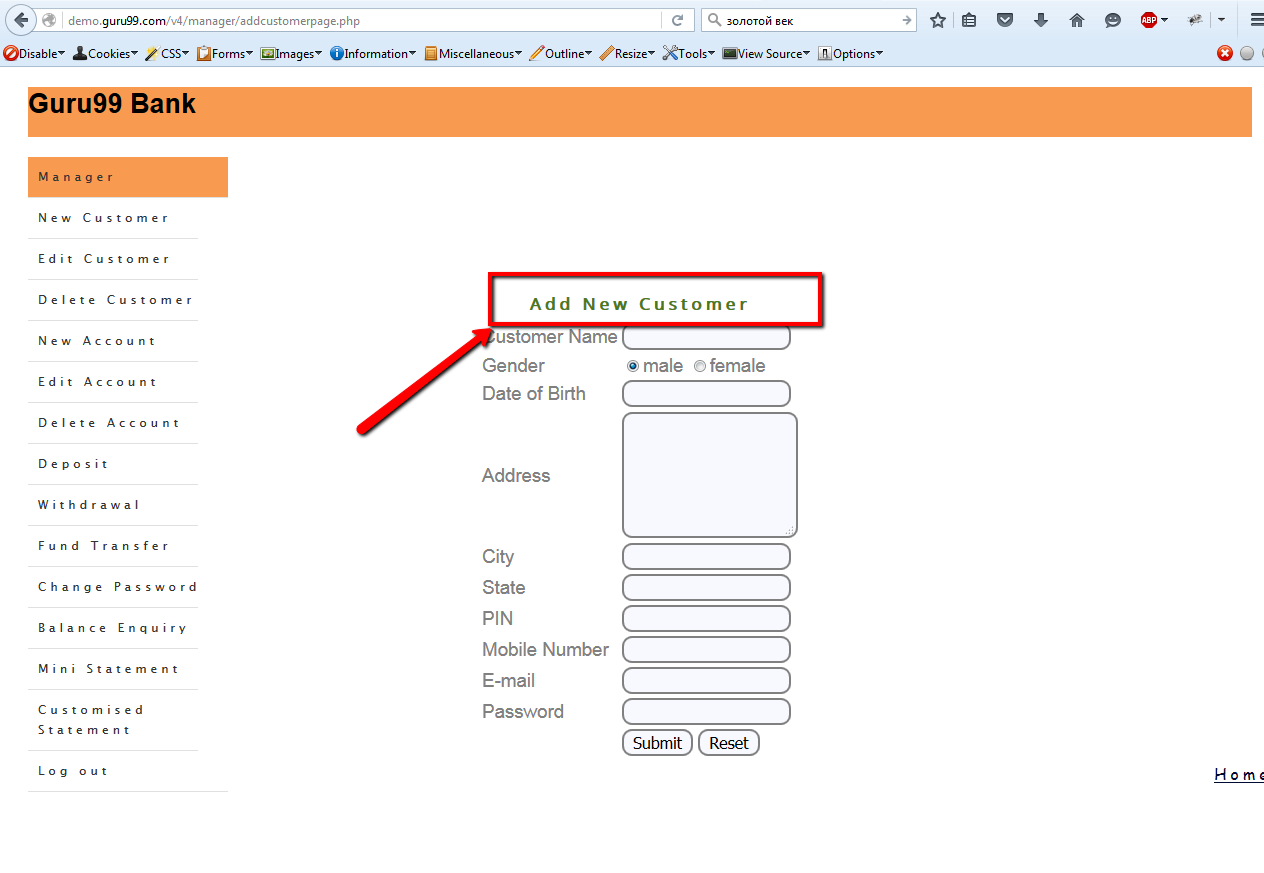 demo.guru99.com/v4/manager/addcustomerpage.php
золотой век
ABP
Disable Cookies CSS Forms Images Information Miscellaneous Outline Resize Tools View Source Options
Guru99 Bank
Manager
New Customer
Edit Customer
Delete Customer
New Account
Edit Account
Delete Account
Deposit
Withdrawal
Fund Transfer
Change Password
Balance Enquiry
Mini Statement
Customised
Statement
Log out
Add New Customer
Customer Name
Gender male female
Date of Birth
Address
City
State
PIN
Mobile Number
E-mail
Password
Submit Reset
Home